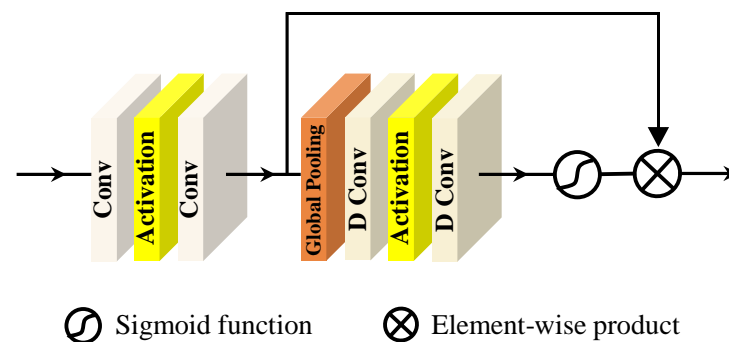 Conv
Activation
Conv
Global Pooling
D Conv
Activation
D Conv
Sigmoid function
Element-wise product